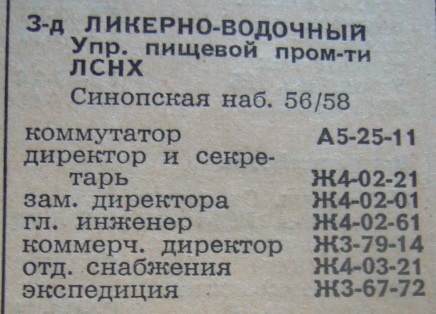 З-д ЛИКЕРНО-ВОДОЧНЫЙ
Упр. пищевой пром-ти
ЛСНХ
Синопская наб. 56/58
коммутатор А5-25-11
директор и секре-
тарь Ж4-02-21
зам. директора Ж4-02-01
гл. инженер Ж4-02-61
коммерч. директор Ж3-79-14
отд. снабжения Ж4-03-21
экспедиция Ж3-67-72